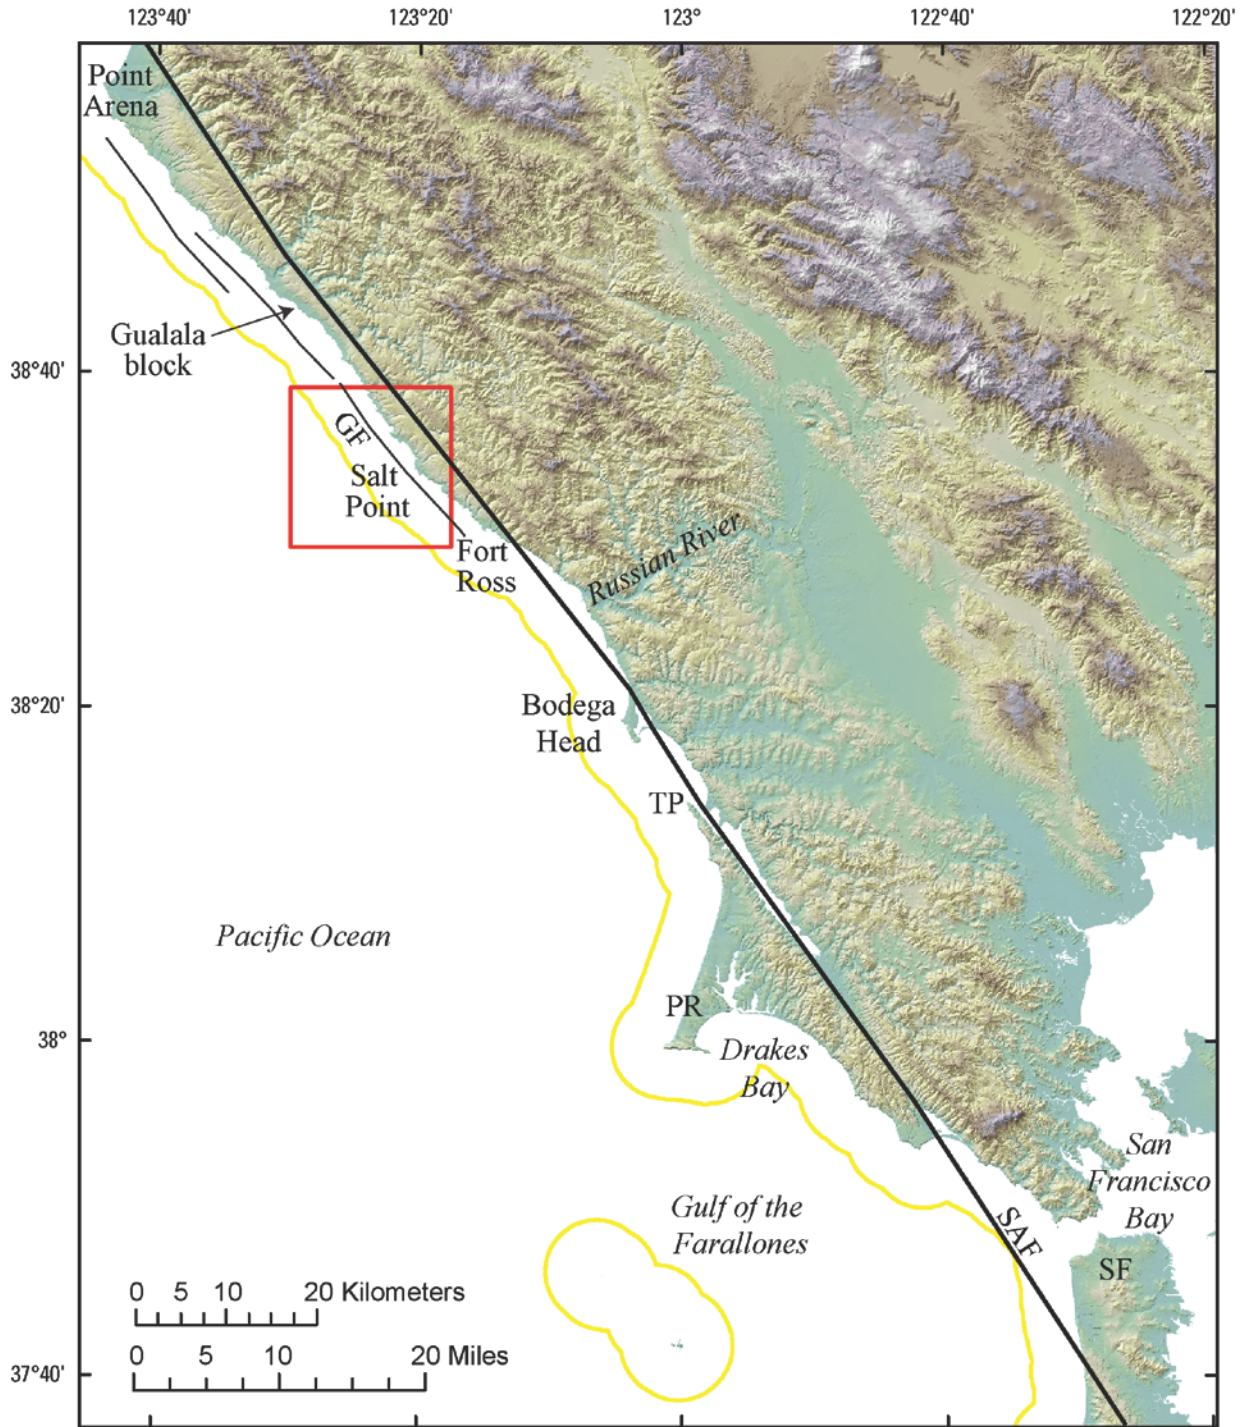 123°40' 123°20' 123° 122°40' 122°20'
Point
Arena
Gualala
block
38°40'
GF
Salt
Point
Fort
Ross
Russian River
38°20'
Bodega
Head
TP
Pacific Ocean
PR
38°
Drakes
Bay
San
Francisco
Bay
Gulf of the
Farallones
SAF
SF
0 5 10 20 Kilometers
0 5 10 20 Miles
37°40'